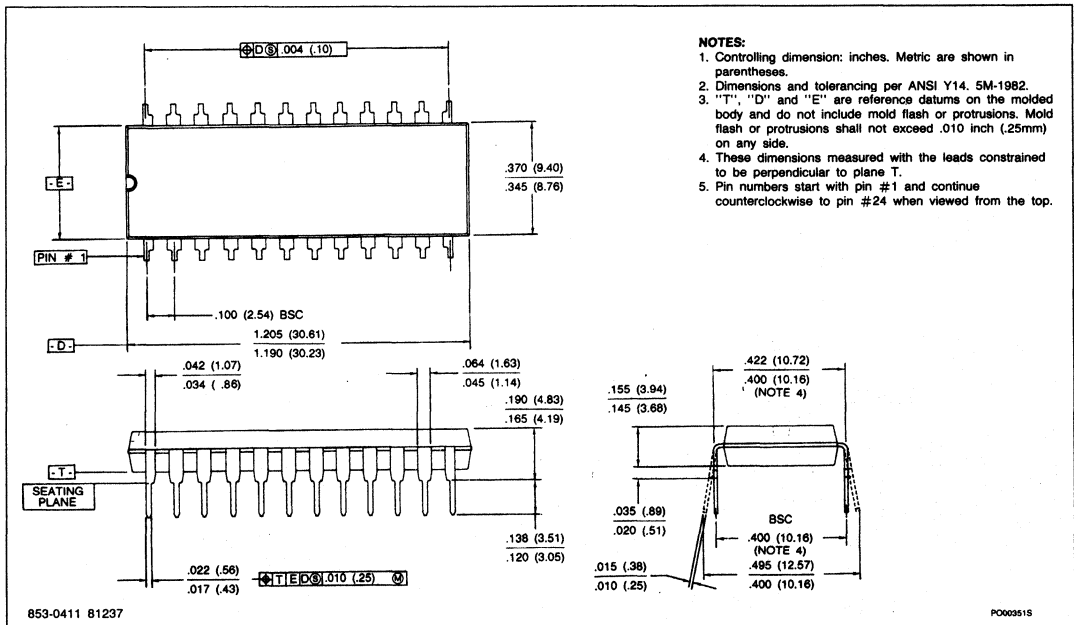 ⌖ D Ⓢ .004 (.10)
NOTES:
1. Controlling dimension: inches. Metric are shown in
parentheses.
2. Dimensions and tolerancing per ANSI Y14. 5M-1982.
3. "T", "D" and "E" are reference datums on the molded
body and do not include mold flash or protrusions. Mold
flash or protrusions shall not exceed .010 inch (.25mm)
on any side.
4. These dimensions measured with the leads constrained
to be perpendicular to plane T.
5. Pin numbers start with pin #1 and continue
counterclockwise to pin #24 when viewed from the top.
-E-
.370 (9.40)
.345 (8.76)
PIN # 1
.100 (2.54) BSC
-D-
1.205 (30.61)
1.190 (30.23)
.042 (1.07)
.034 ( .86)
.064 (1.63)
.045 (1.14)
.190 (4.83)
.165 (4.19)
-T-
SEATING
PLANE
.138 (3.51)
.120 (3.05)
.022 (.56)
.017 (.43)
⌖ T E D Ⓢ .010 (.25) Ⓜ
.422 (10.72)
.400 (10.16)
(NOTE 4)
.155 (3.94)
.145 (3.68)
.035 (.89)
.020 (.51)
BSC
.400 (10.16)
(NOTE 4)
.015 (.38)
.010 (.25)
.495 (12.57)
.400 (10.16)
853-0411 81237
PO00351S